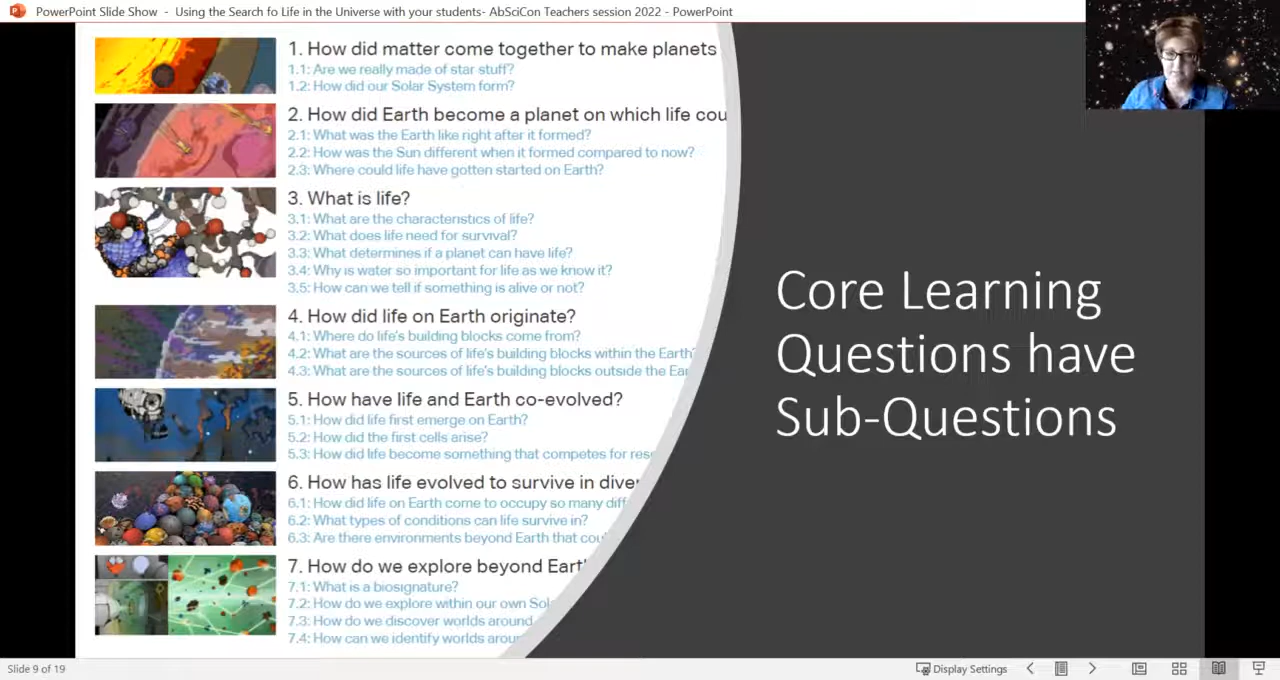 PowerPoint Slide Show - Using the Search fo Life in the Universe with your students- AbSciCon Teachers session 2022 - PowerPoint
1. How did matter come together to make planets
1.1: Are we really made of star stuff?
1.2: How did our Solar System form?
2. How did Earth become a planet on which life cou
2.1: What was the Earth like right after it formed?
2.2: How was the Sun different when it formed compared to now?
2.3: Where could life have gotten started on Earth?
3. What is life?
3.1: What are the characteristics of life?
3.2: What does life need for survival?
3.3: What determines if a planet can have life?
3.4: Why is water so important for life as we know it?
3.5: How can we tell if something is alive or not?
4. How did life on Earth originate?
4.1: Where do life's building blocks come from?
4.2: What are the sources of life's building blocks within the Earth?
4.3: What are the sources of life's building blocks outside the Ear
5. How have life and Earth co-evolved?
5.1: How did life first emerge on Earth?
5.2: How did the first cells arise?
5.3: How did life become something that competes for res
6. How has life evolved to survive in diver
6.1: How did life on Earth come to occupy so many diff
6.2: What types of conditions can life survive in?
6.3: Are there environments beyond Earth that cou
7. How do we explore beyond Eart
7.1: What is a biosignature?
7.2: How do we explore within our own Sol
7.3: How do we discover worlds around
7.4: How can we identify worlds arou
Core Learning
Questions have
Sub-Questions
Slide 9 of 19
Display Settings